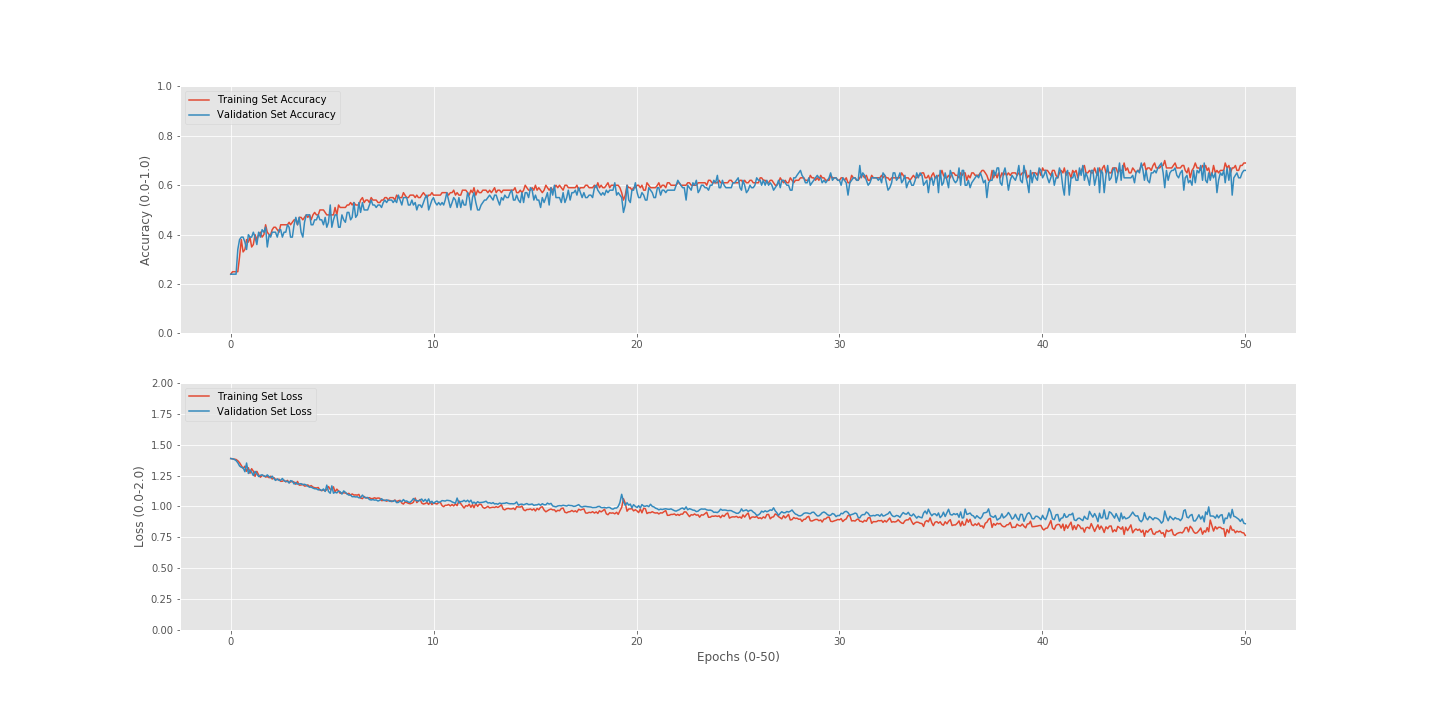 1.0
Training Set Accuracy
Validation Set Accuracy
0.8
0.6
0.4
0.2
0.0
Accuracy (0.0-1.0)
0 10 20 30 40 50
2.00
Training Set Loss
Validation Set Loss
1.75
1.50
1.25
1.00
0.75
0.50
0.25
0.00
Loss (0.0-2.0)
0 10 20 30 40 50
Epochs (0-50)